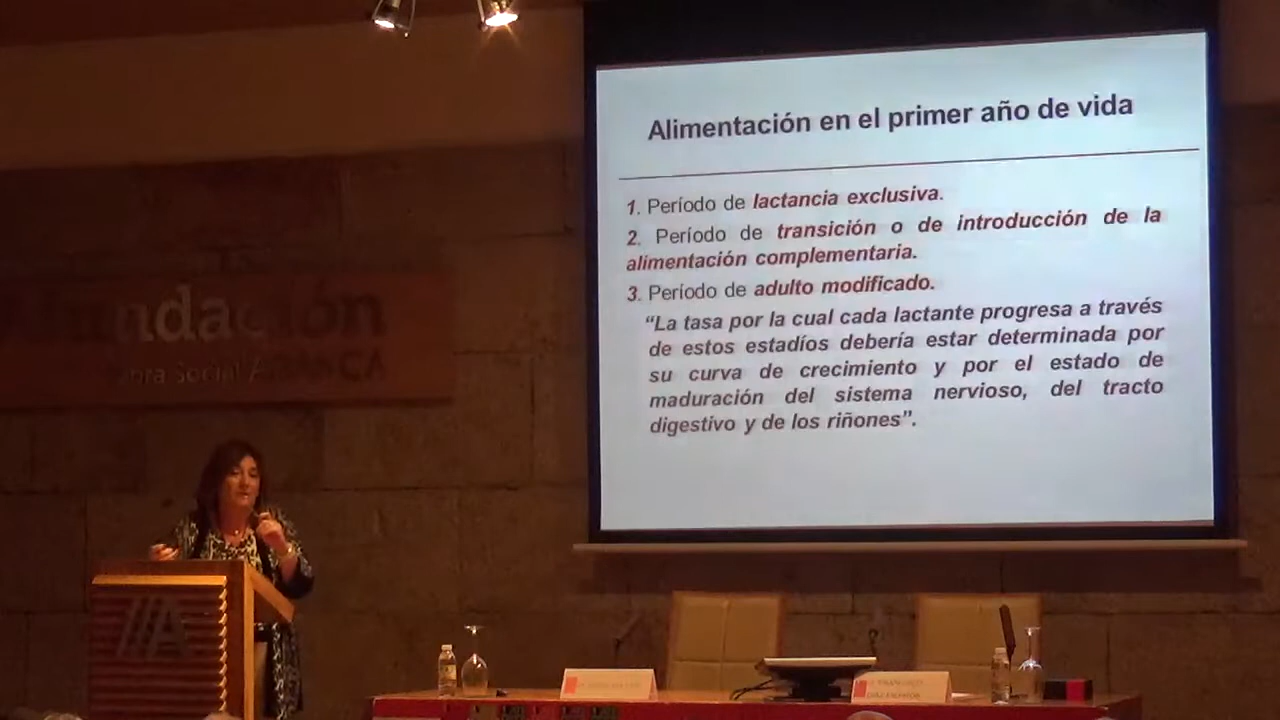 Alimentación en el primer año de vida
1. Período de lactancia exclusiva.
2. Período de transición o de introducción de la
alimentación complementaria.
3. Período de adulto modificado.
“La tasa por la cual cada lactante progresa a través
de estos estadíos debería estar determinada por
su curva de crecimiento y por el estado de
maduración del sistema nervioso, del tracto
digestivo y de los riñones”.
Fundación
Obra Social ABANCA